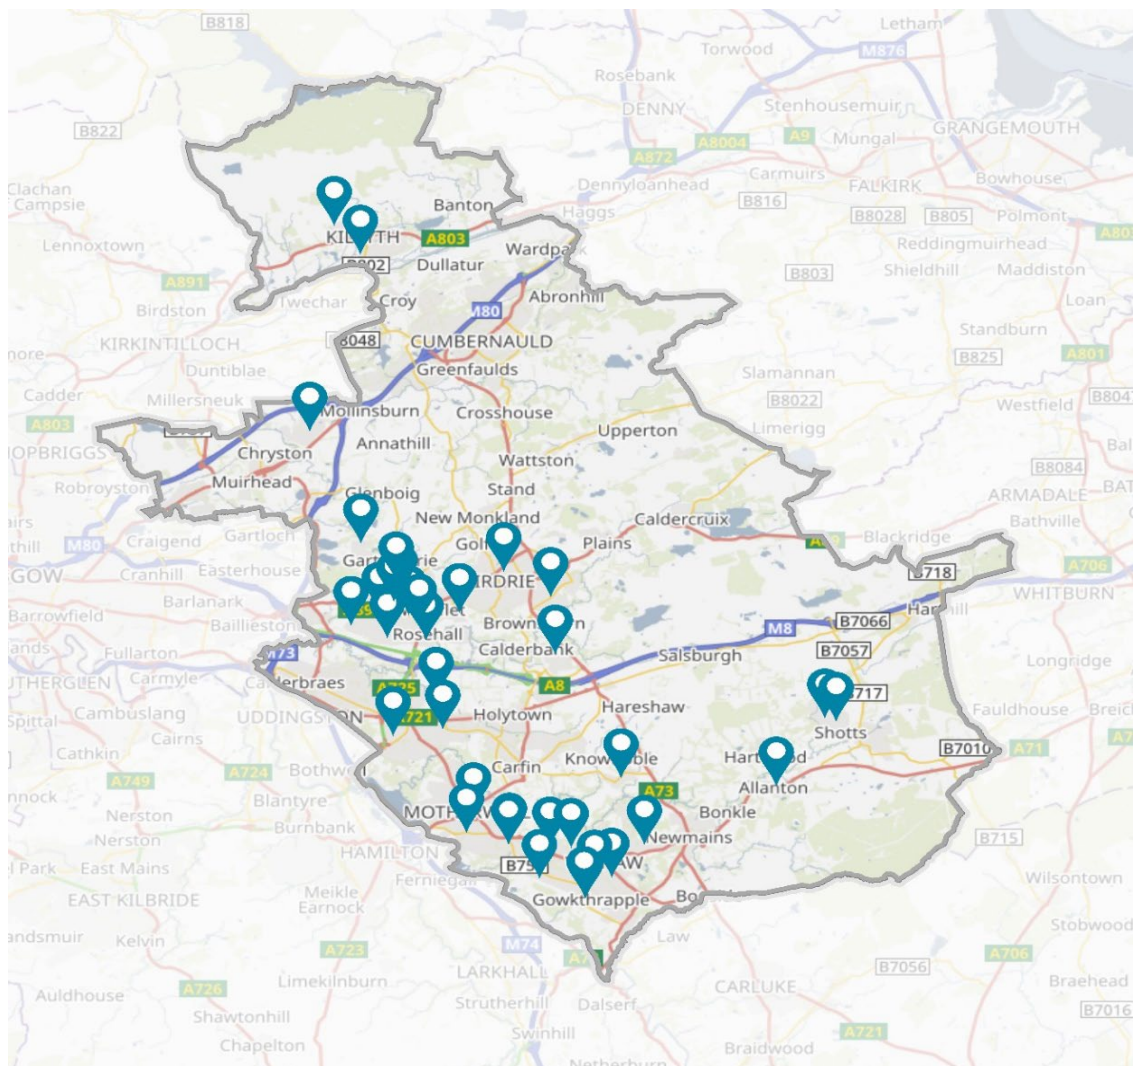 B818
Letham
Torwood
M876
Rosebank
DENNY
Stenhousemuir
B822
A9
Mungal
GRANGEMOUTH
A8004
A872
Carmuirs
Bowhouse
Clachan
of Campsie
Dennyloanhead
FALKIRK
Banton
B816
B8028
B805
Polmont
Haggs
Lennoxtown
A803
Reddingmuirhead
Dullatur
B802
B803
Shieldhill
Maddiston
A891
Twechar
Croy
Abronhill
Loan
Birdston
M80
KIRKINTILLOCH
CUMBERNAULD
Standburn
B825
A801
Duntiblae
Greenfaulds
Slamannan
Cadder
Millersneuk
B8022
Westfield
A803
Mollinsburn
Crosshouse
Limerigg
Annathill
Upperton
Chryston
Wattston
B8084
Robroyston
Muirhead
Glenboig
Stand
ARMADALE
New Monkland
Caldercruix
Bathville
M80
Craigend
Gartloch
Plains
Blackridge
Cranhill
Easterhouse
A706
B718
WHITBURN
Barrowfield
Barlanark
Baillieston
Rosehall
B7066
M8
Calderbank
B7057
Fullarton
M73
Salsburgh
Longridge
A725
A8
B717
Cambuslang
UDDINGSTON
A721
Holytown
Hareshaw
Fauldhouse
Spittal
Cairns
Shotts
B7010
A71
Cathkin
A724
Carfin
A749
Allanton
Blantyre
A73
Bonkle
Nerston
Burnbank
Newmains
B715
HAMILTON
East Mains
Ferniegair
Wilsontown
Meikle
Earnock
EAST KILBRIDE
Gowkthrapple
Stobwood
Kelvin
A723
M74
Law
A706
LARKHALL
B7056
Braehead
Auldhouse
A726
Limekilnburn
CARLUKE
Strutherhill
Dalserf
B7016
Shawtonhill
Swinhill
A721
Chapelton
Braidwood
Netherburn